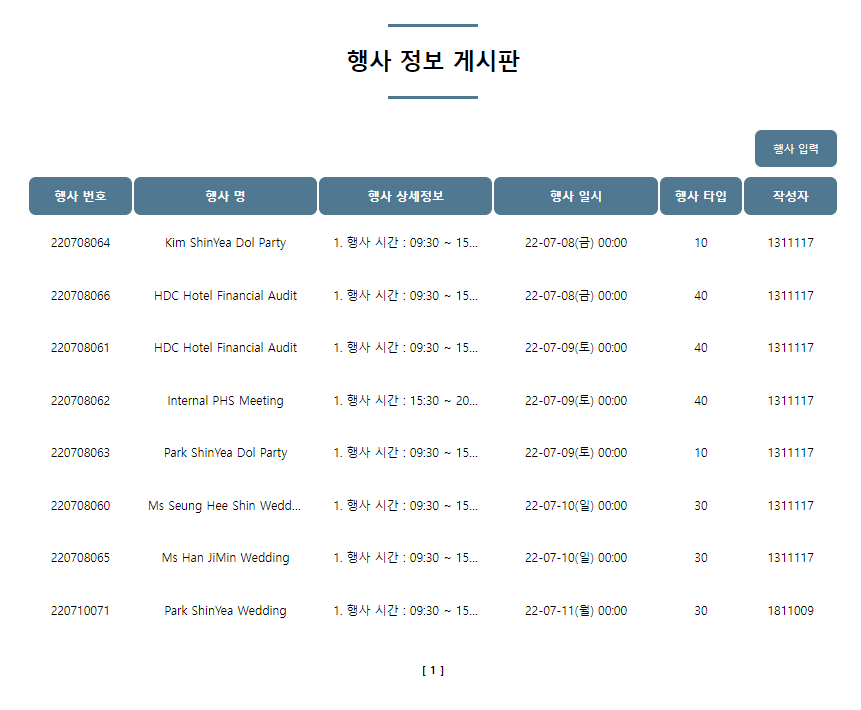 행사 정보 게시판
행사 입력
행사 번호 행사 명 행사 상세정보 행사 일시 행사 타입 작성자
220708064 Kim ShinYea Dol Party 1. 행사 시간 : 09:30 ~ 15... 22-07-08(금) 00:00 10 1311117
220708066 HDC Hotel Financial Audit 1. 행사 시간 : 09:30 ~ 15... 22-07-08(금) 00:00 40 1311117
220708061 HDC Hotel Financial Audit 1. 행사 시간 : 09:30 ~ 15... 22-07-09(토) 00:00 40 1311117
220708062 Internal PHS Meeting 1. 행사 시간 : 15:30 ~ 20... 22-07-09(토) 00:00 40 1311117
220708063 Park ShinYea Dol Party 1. 행사 시간 : 09:30 ~ 15... 22-07-09(토) 00:00 10 1311117
220708060 Ms Seung Hee Shin Wedd... 1. 행사 시간 : 09:30 ~ 15... 22-07-10(일) 00:00 30 1311117
220708065 Ms Han JiMin Wedding 1. 행사 시간 : 09:30 ~ 15... 22-07-10(일) 00:00 30 1311117
220710071 Park ShinYea Wedding 1. 행사 시간 : 09:30 ~ 15... 22-07-11(월) 00:00 30 1811009
[ 1 ]